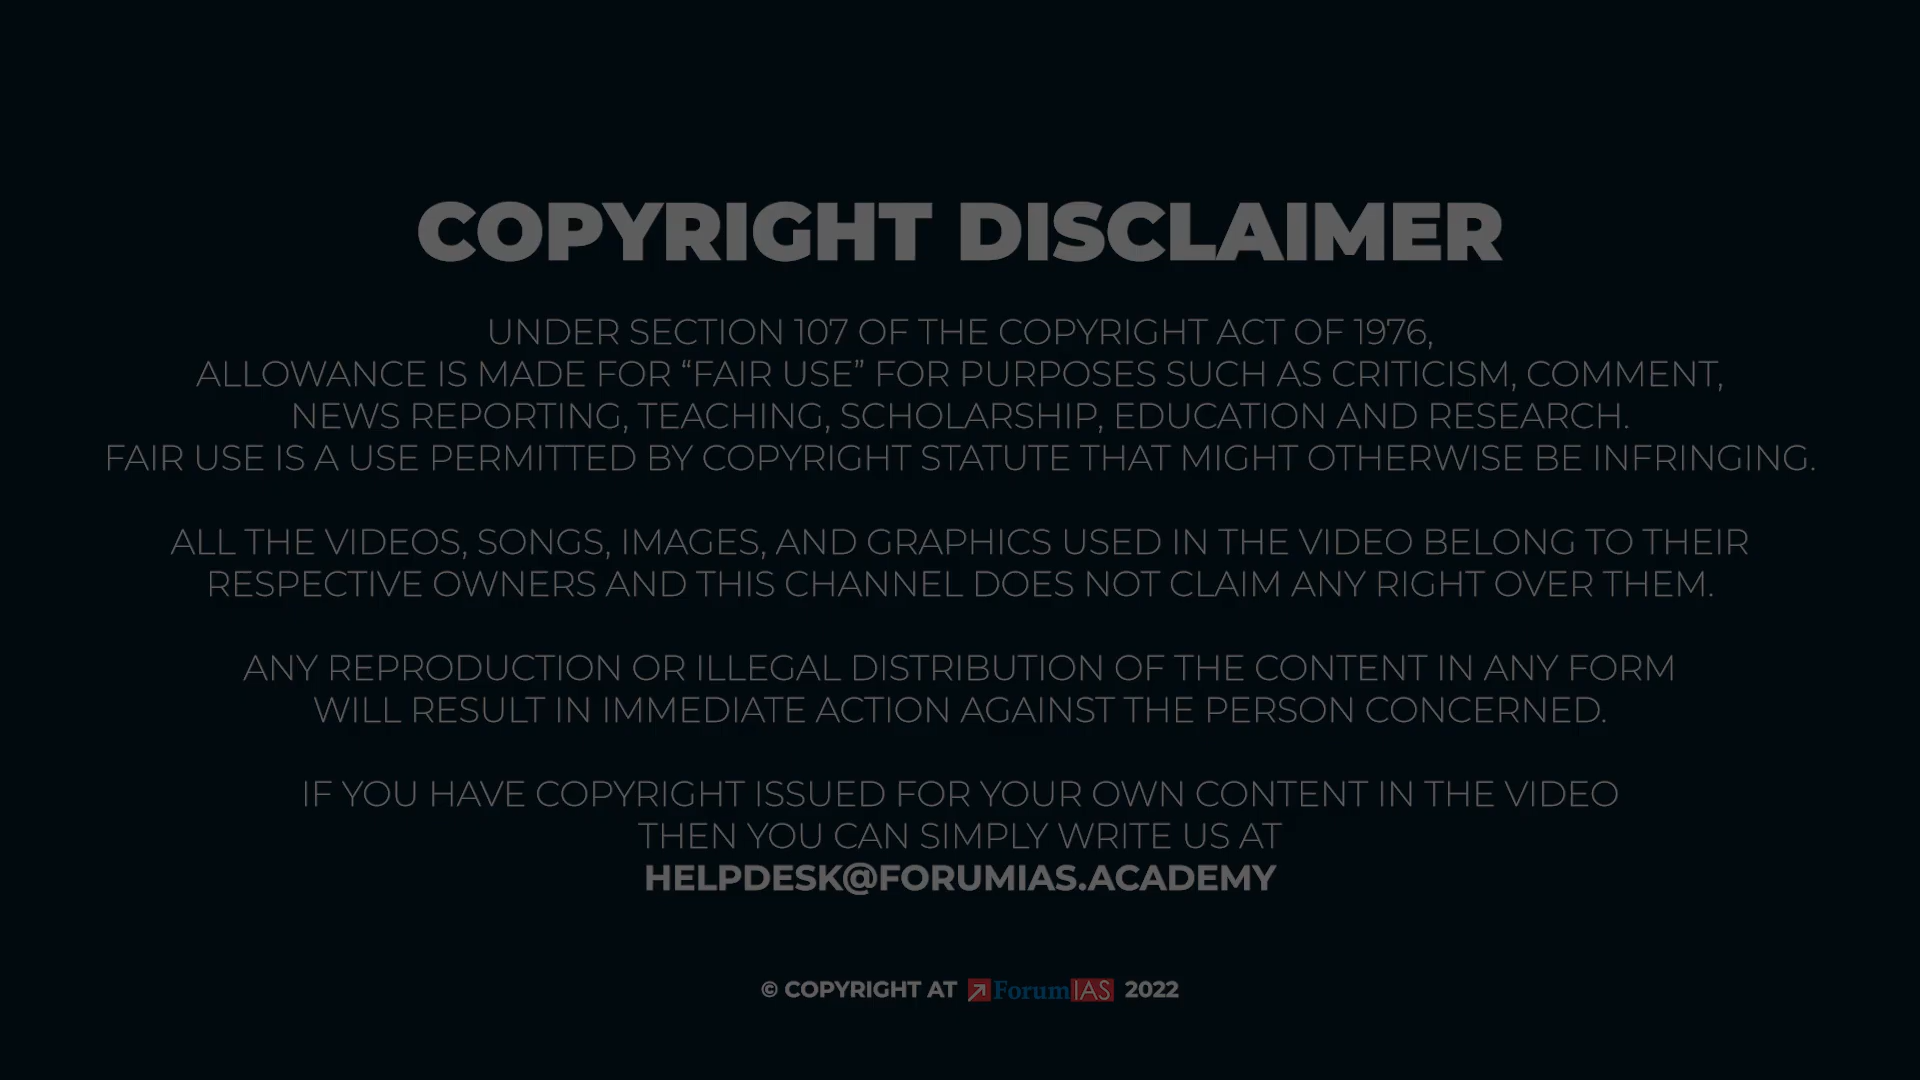 COPYRIGHT DISCLAIMER
UNDER SECTION 107 OF THE COPYRIGHT ACT OF 1976,
ALLOWANCE IS MADE FOR “FAIR USE” FOR PURPOSES SUCH AS CRITICISM, COMMENT,
NEWS REPORTING, TEACHING, SCHOLARSHIP, EDUCATION AND RESEARCH.
FAIR USE IS A USE PERMITTED BY COPYRIGHT STATUTE THAT MIGHT OTHERWISE BE INFRINGING.
ALL THE VIDEOS, SONGS, IMAGES, AND GRAPHICS USED IN THE VIDEO BELONG TO THEIR
RESPECTIVE OWNERS AND THIS CHANNEL DOES NOT CLAIM ANY RIGHT OVER THEM.
ANY REPRODUCTION OR ILLEGAL DISTRIBUTION OF THE CONTENT IN ANY FORM
WILL RESULT IN IMMEDIATE ACTION AGAINST THE PERSON CONCERNED.
IF YOU HAVE COPYRIGHT ISSUED FOR YOUR OWN CONTENT IN THE VIDEO
THEN YOU CAN SIMPLY WRITE US AT
HELPDESK@FORUMIAS.ACADEMY
© COPYRIGHT AT ForumIAS 2022